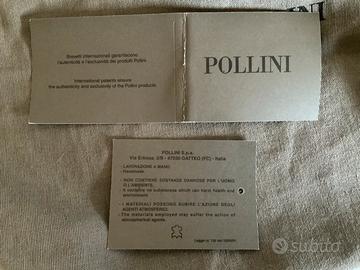 Brevetti internazionali garantiscono
l'autenticità e l'esclusività dei prodotti Pollini.
International patents ensure
the authenticity and exclusivity of the Pollini products.
POLLINI
POLLINI S.p.a.
Via Erbosa, 2/B - 47030 GATTEO (FC) - Italia
- LAVORAZIONE A MANO.
- Handmade.
- NON CONTIENE SOSTANZE DANNOSE PER L'UOMO
O L'AMBIENTE.
- It contains no substances which can harm health and
environment.
- I MATERIALI POSSONO SUBIRE L'AZIONE DEGLI
AGENTI ATMOSFERICI.
- The materials employed may suffer the action of
atmospherical agents.
subito